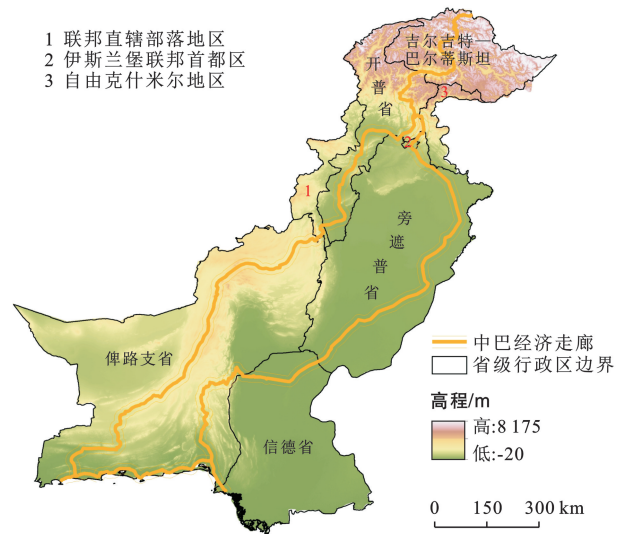 1 联邦直辖部落地区
2 伊斯兰堡联邦首都区
3 自由克什米尔地区
吉尔吉特—
巴尔蒂斯坦
开普省
3
2
1
旁遮普省
俾路支省
信德省
中巴经济走廊
省级行政区边界
高程/m
高:8 175
低:-20
0 150 300 km